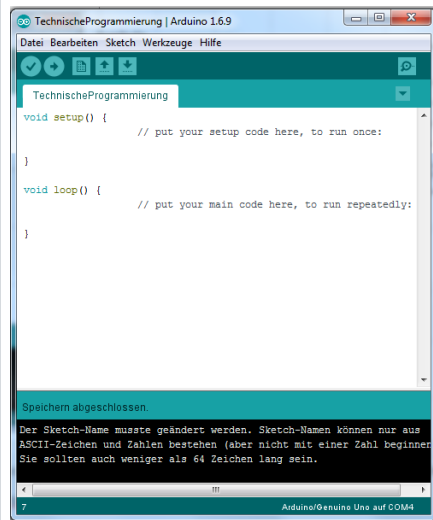 TechnischeProgrammierung | Arduino 1.6.9
Datei Bearbeiten Sketch Werkzeuge Hilfe
TechnischeProgrammierung
void setup() {
// put your setup code here, to run once:
}
void loop() {
// put your main code here, to run repeatedly:
}
Speichern abgeschlossen.
Der Sketch-Name musste geändert werden. Sketch-Namen können nur aus
ASCII-Zeichen und Zahlen bestehen (aber nicht mit einer Zahl beginnen
Sie sollten auch weniger als 64 Zeichen lang sein.
7 Arduino/Genuino Uno auf COM4